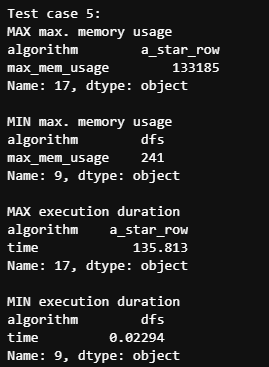 Test case 5:
MAX max. memory usage
algorithm a_star_row
max_mem_usage 133185
Name: 17, dtype: object
MIN max. memory usage
algorithm dfs
max_mem_usage 241
Name: 9, dtype: object
MAX execution duration
algorithm a_star_row
time 135.813
Name: 17, dtype: object
MIN execution duration
algorithm dfs
time 0.02294
Name: 9, dtype: object